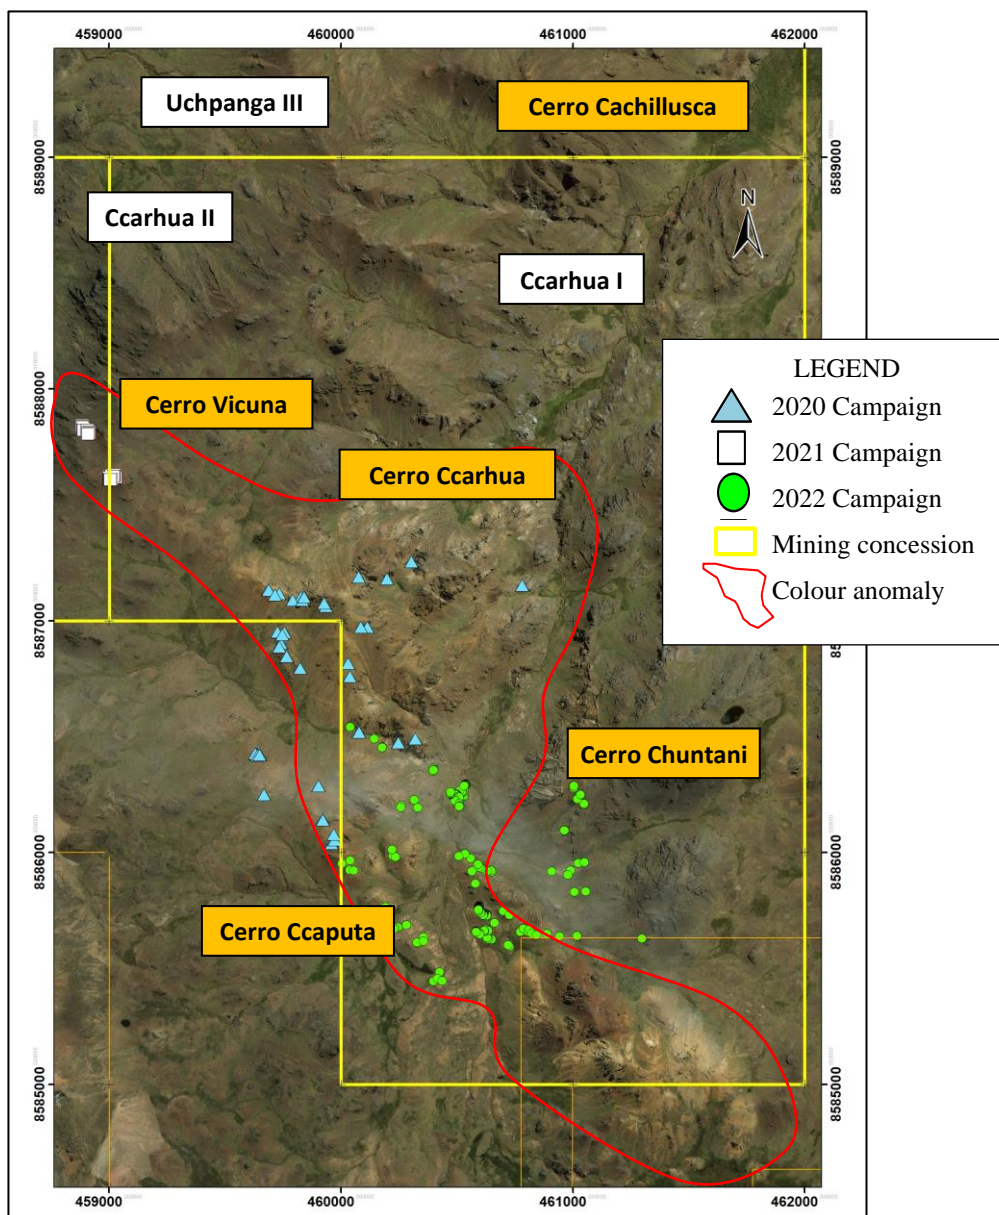 459000 460000 461000 462000
Uchpanga III
Cerro Cachillusca
8589000 8589000
Ccarhua II
N
Ccarhua I
LEGEND
2020 Campaign
2021 Campaign
2022 Campaign
Mining concession
Colour anomaly
8588000
Cerro Vicuna
Cerro Ccarhua
8587000 8587000
Cerro Chuntani
8586000 8586000
Cerro Ccaputa
8585000 8585000
459000 460000 461000 462000